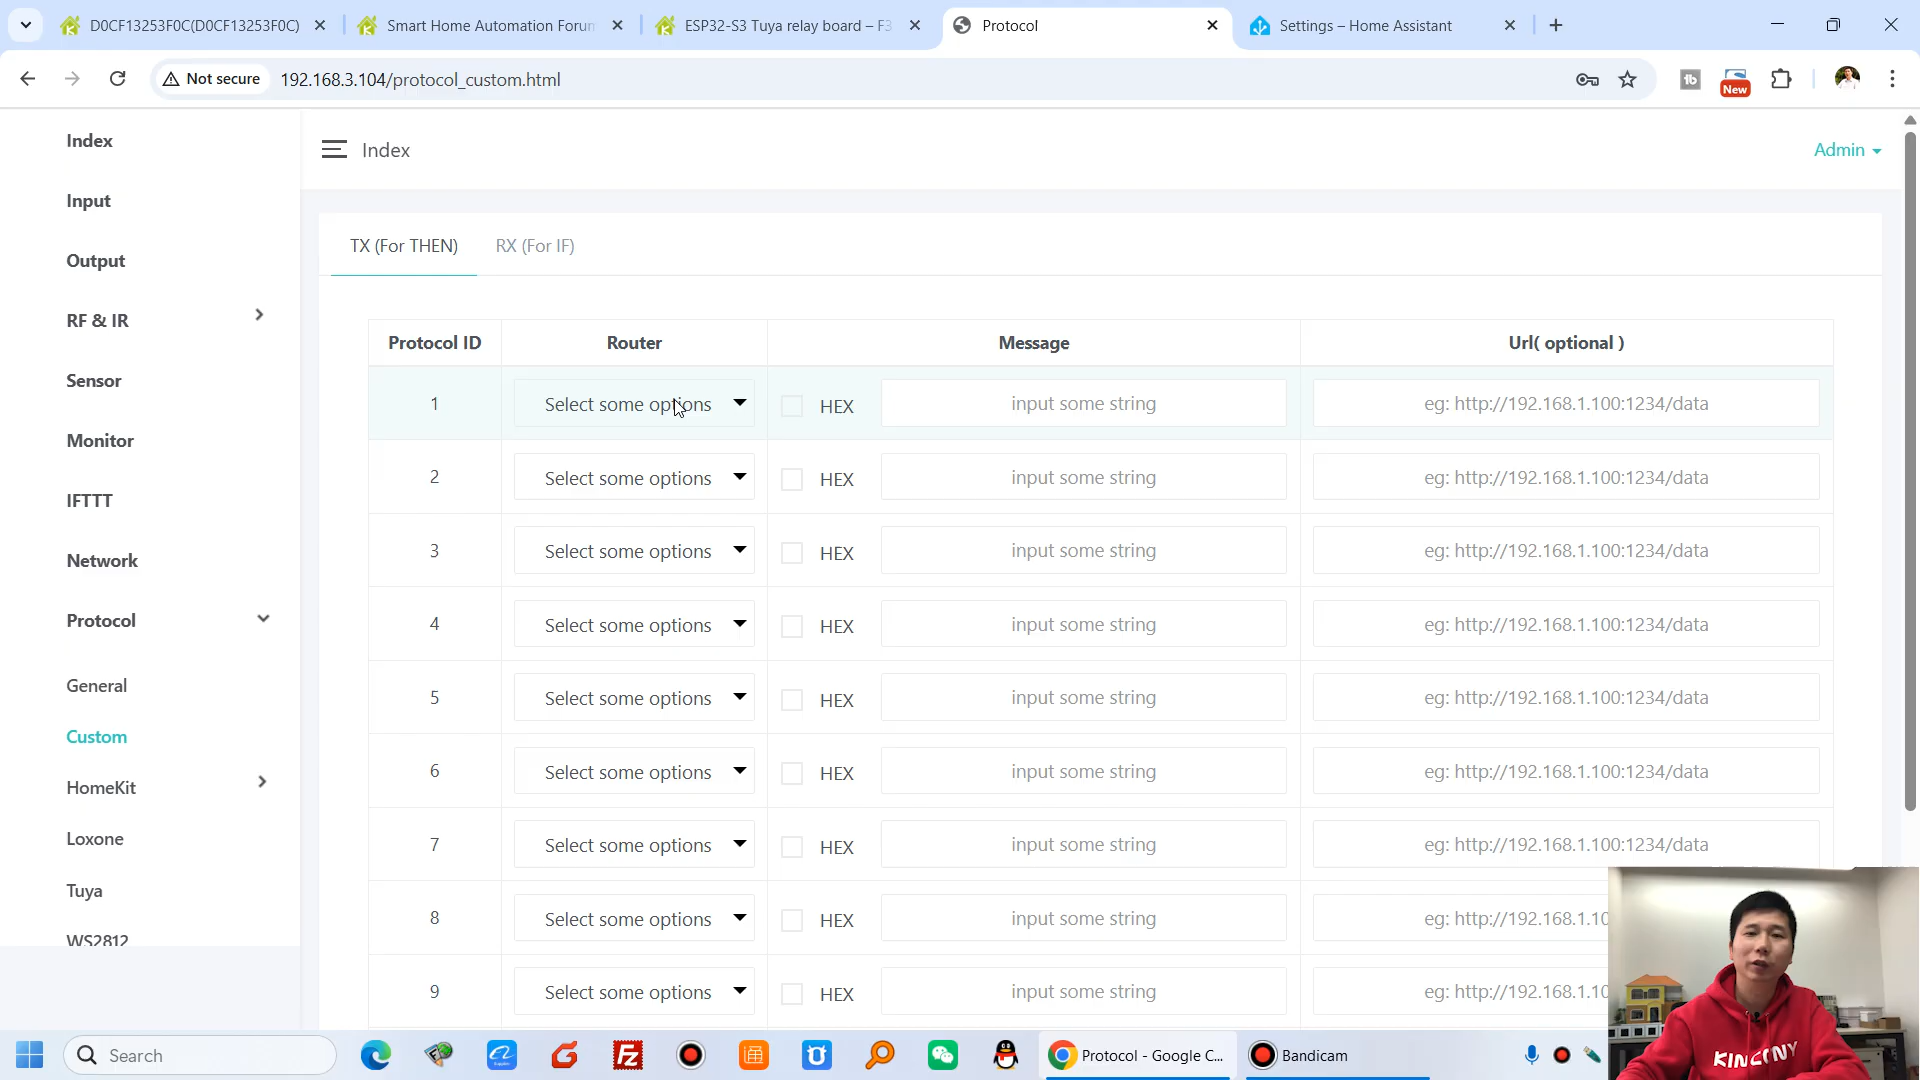 D0CF13253F0C(D0CF13253F0C)
Smart Home Automation Forum
ESP32-S3 Tuya relay board – F3
Protocol
Settings – Home Assistant
Not secure
192.168.3.104/protocol_custom.html
New
Index
Input
Output
RF & IR
Sensor
Monitor
IFTTT
Network
Protocol
General
Custom
HomeKit
Loxone
Tuya
WS2812
Index
Admin
TX (For THEN)
RX (For IF)
Protocol ID
Router
Message
Url( optional )
1
Select some options
HEX
input some string
eg: http://192.168.1.100:1234/data
2
Select some options
HEX
input some string
eg: http://192.168.1.100:1234/data
3
Select some options
HEX
input some string
eg: http://192.168.1.100:1234/data
4
Select some options
HEX
input some string
eg: http://192.168.1.100:1234/data
5
Select some options
HEX
input some string
eg: http://192.168.1.100:1234/data
6
Select some options
HEX
input some string
eg: http://192.168.1.100:1234/data
7
Select some options
HEX
input some string
eg: http://192.168.1.100:1234/data
8
Select some options
HEX
input some string
eg: http://192.168.1.10
9
Select some options
HEX
input some string
eg: http://192.168.1.10
KINCONY
Search
Protocol - Google C...
Bandicam